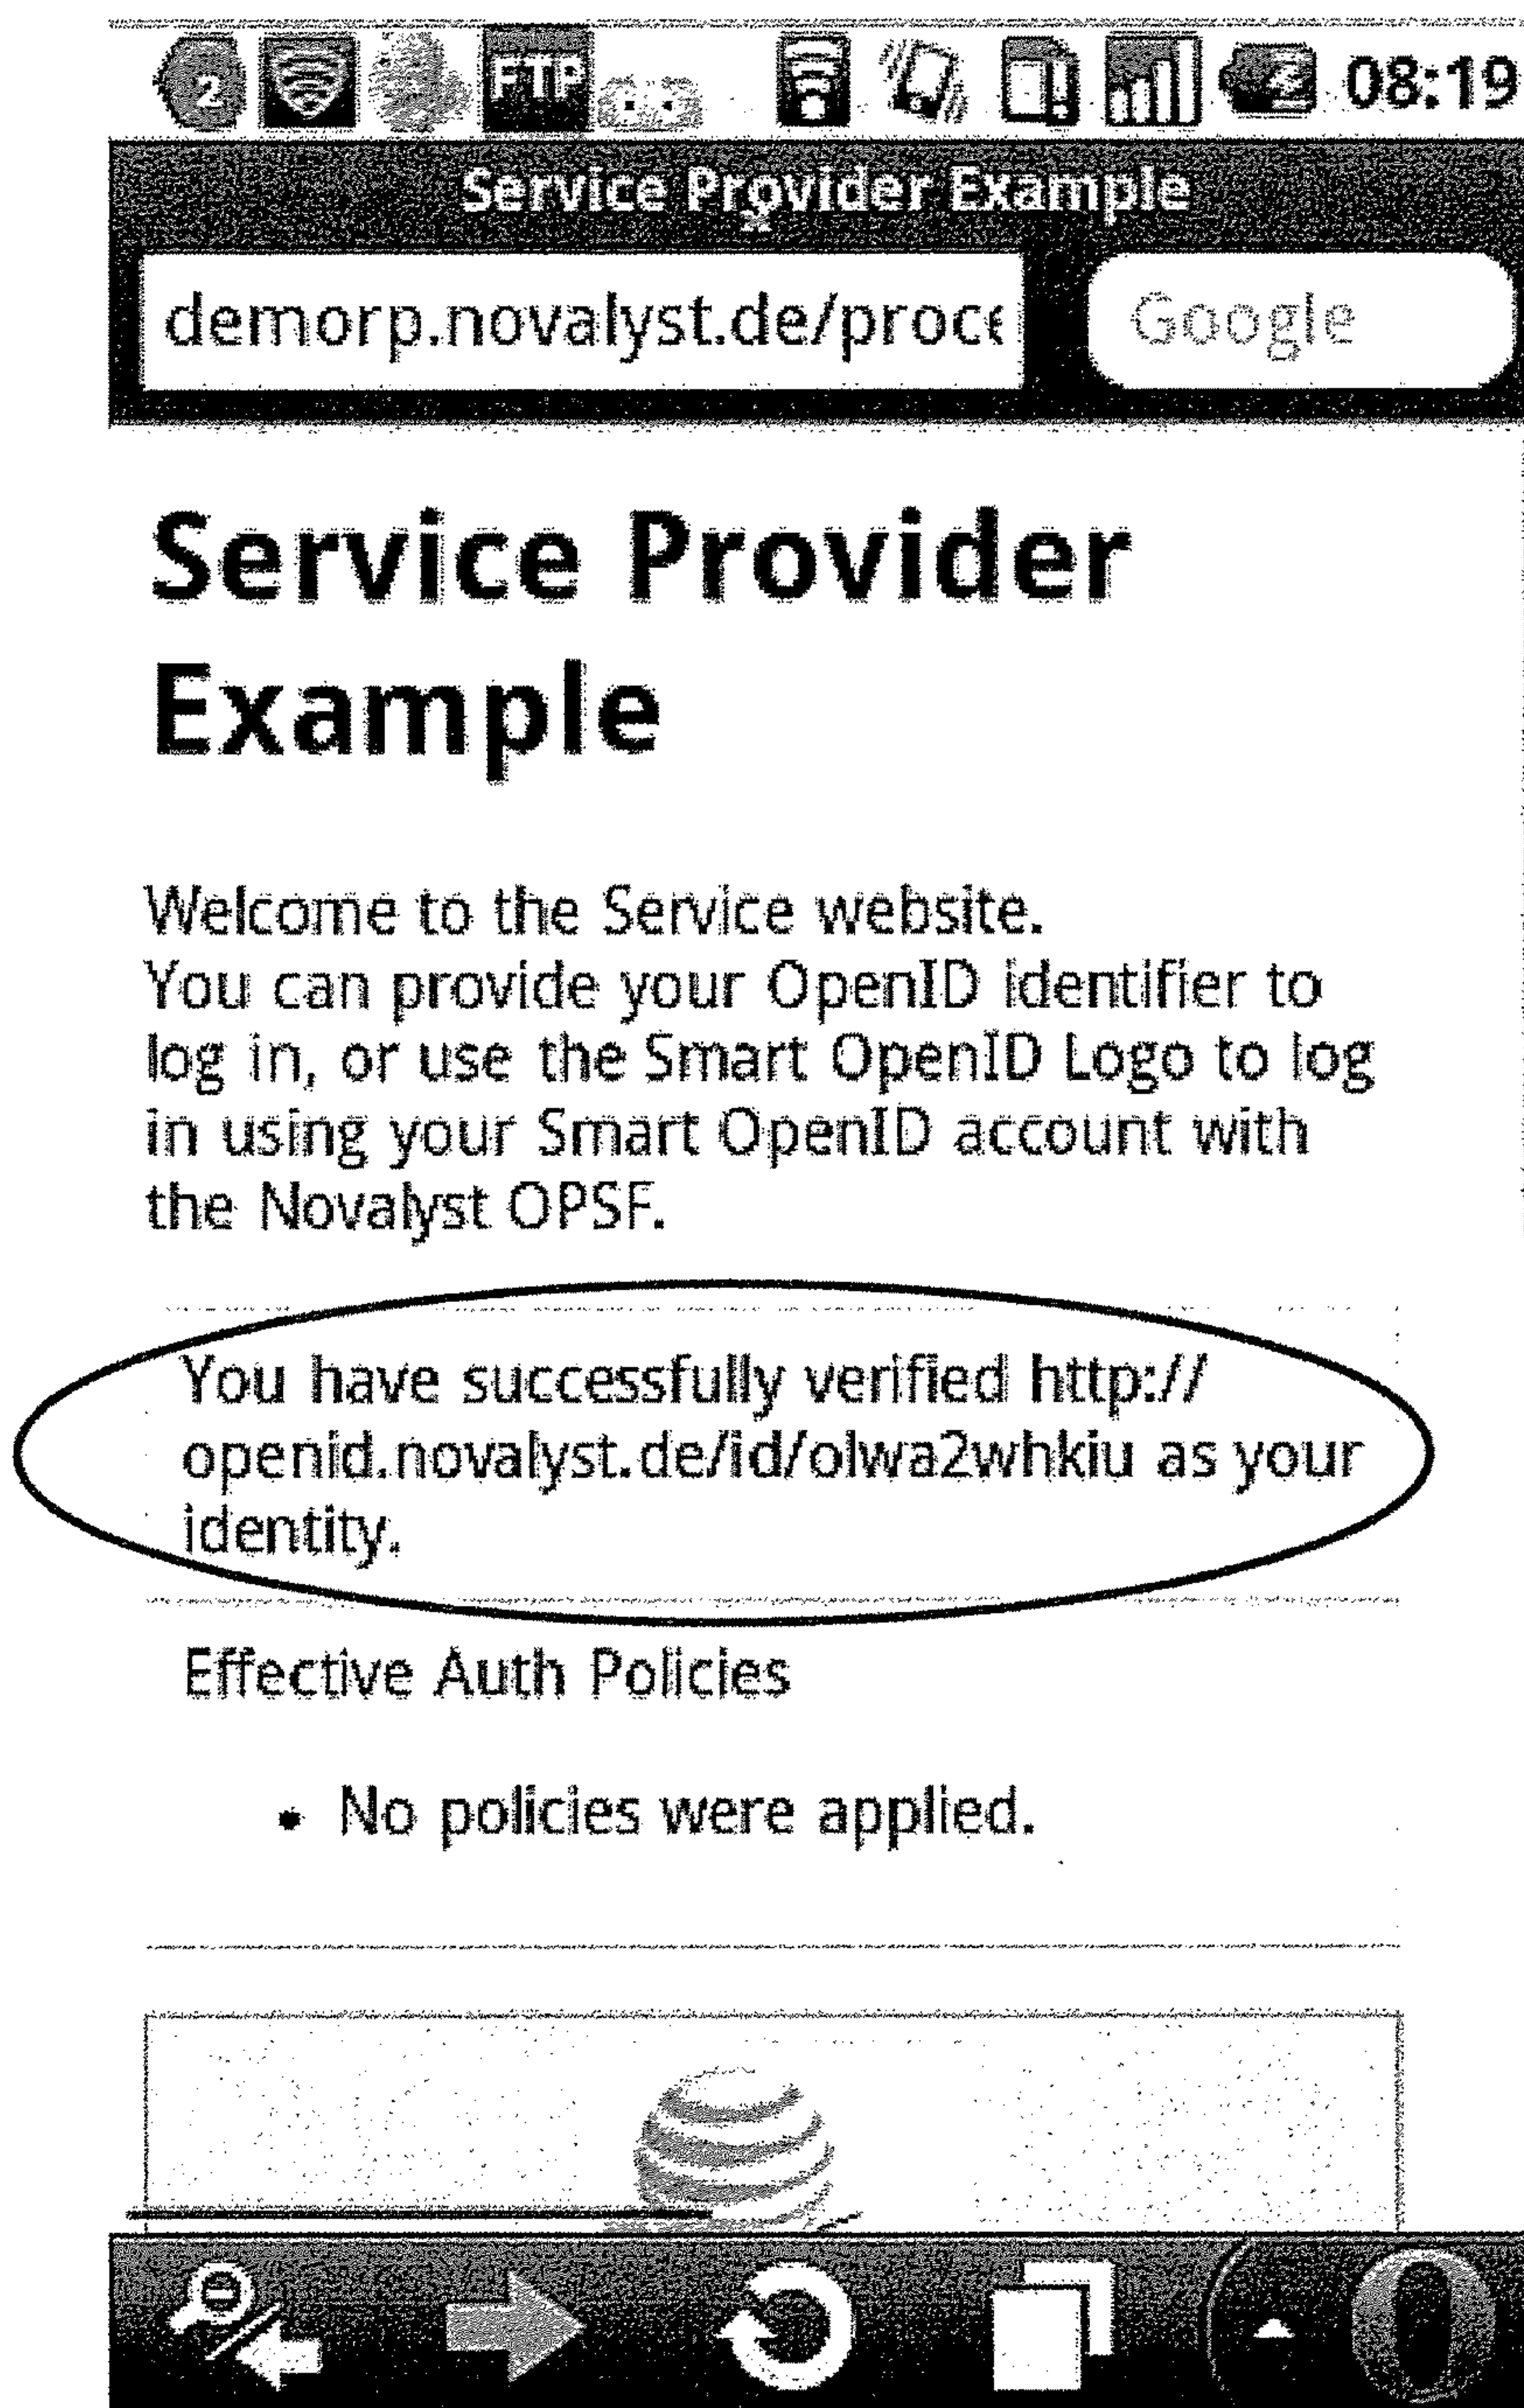 2 FTP 08:19
Service Provider Example
demorp.novalyst.de/proce Google
Service Provider
Example
Welcome to the Service website.
You can provide your OpenID identifier to
log in, or use the Smart OpenID Logo to log
in using your Smart OpenID account with
the Novalyst OPSF.
You have successfully verified http://
openid.novalyst.de/id/olwa2whkiu as your
identity.
Effective Auth Policies
• No policies were applied.